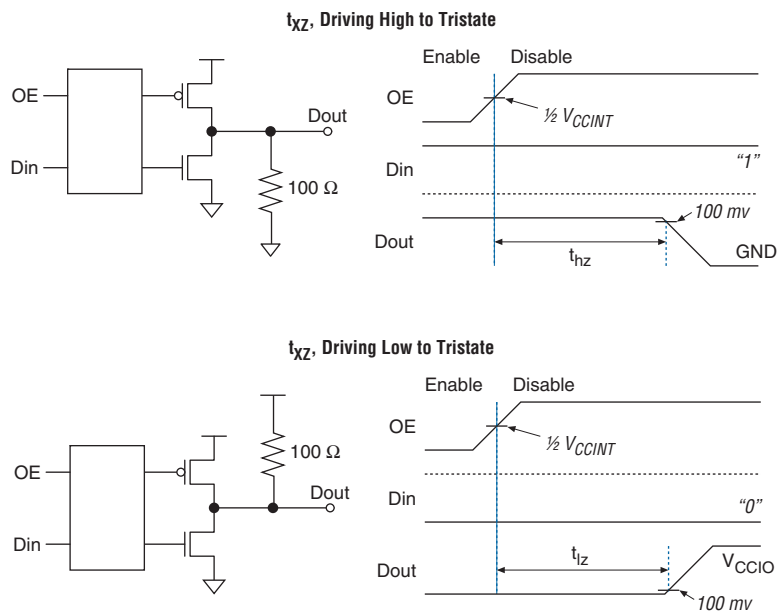 tXZ, Driving High to Tristate
Enable Disable
OE
OE
½ VCCINT
Dout
Din
100 Ω
Din
"1"
100 mv
Dout
thz
GND
tXZ, Driving Low to Tristate
Enable Disable
OE
½ VCCINT
100 Ω
OE
Dout
Din
"0"
Din
Dout
tlz
VCCIO
100 mv